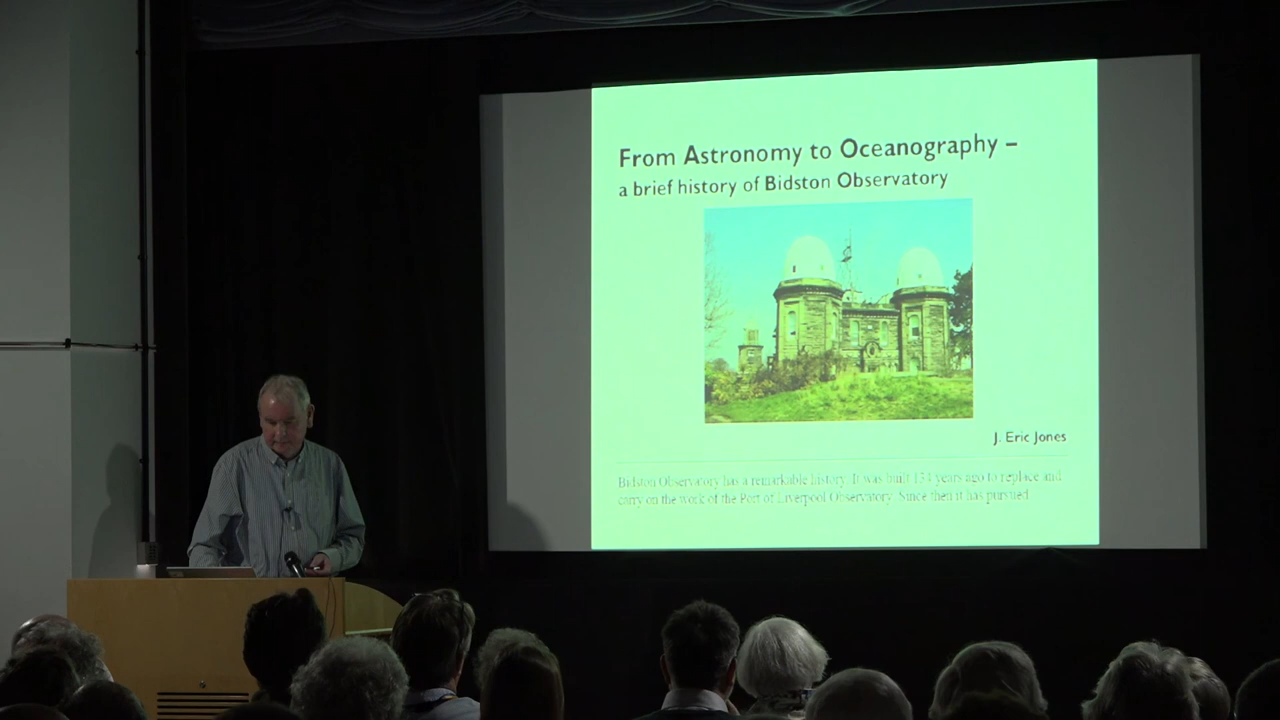 From Astronomy to Oceanography –
a brief history of Bidston Observatory
J. Eric Jones
Bidston Observatory has a remarkable history. It was built 134 years ago to replace and
carry on the work of the Port of Liverpool Observatory. Since then it has pursued